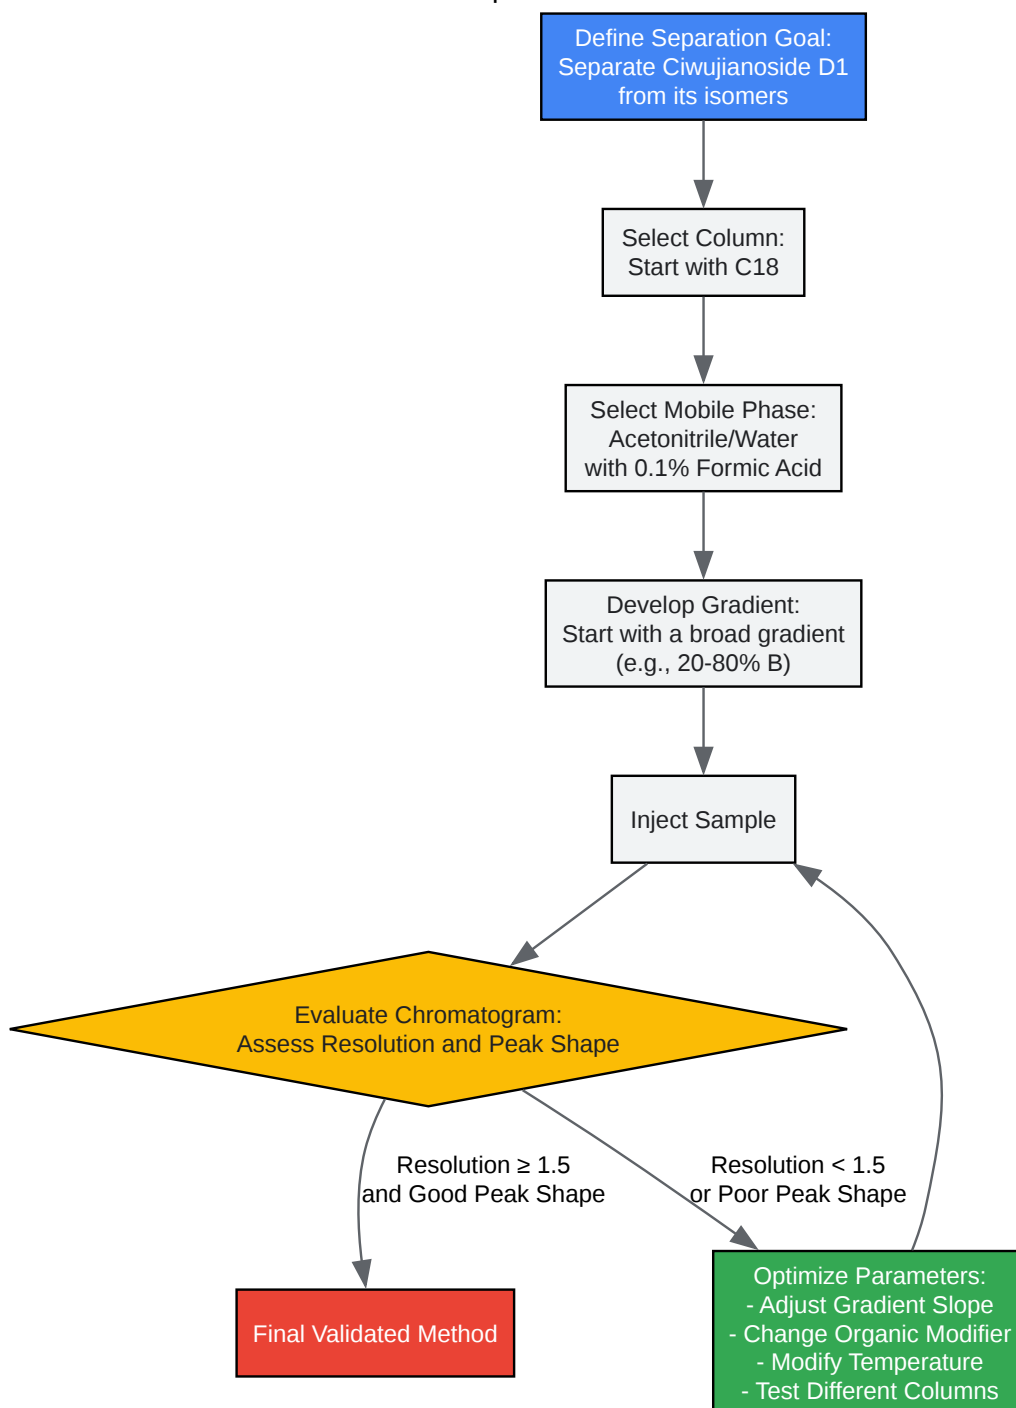 Define Separation Goal:
Separate Ciwujianoside D1
from its isomers
Select Column:
Start with C18
Select Mobile Phase:
Acetonitrile/Water
with 0.1% Formic Acid
Develop Gradient:
Start with a broad gradient
(e.g., 20-80% B)
Inject Sample
Evaluate Chromatogram:
Assess Resolution and Peak Shape
Resolution ≥ 1.5
and Good Peak Shape
Resolution < 1.5
or Poor Peak Shape
Final Validated Method
Optimize Parameters:
- Adjust Gradient Slope
- Change Organic Modifier
- Modify Temperature
- Test Different Columns